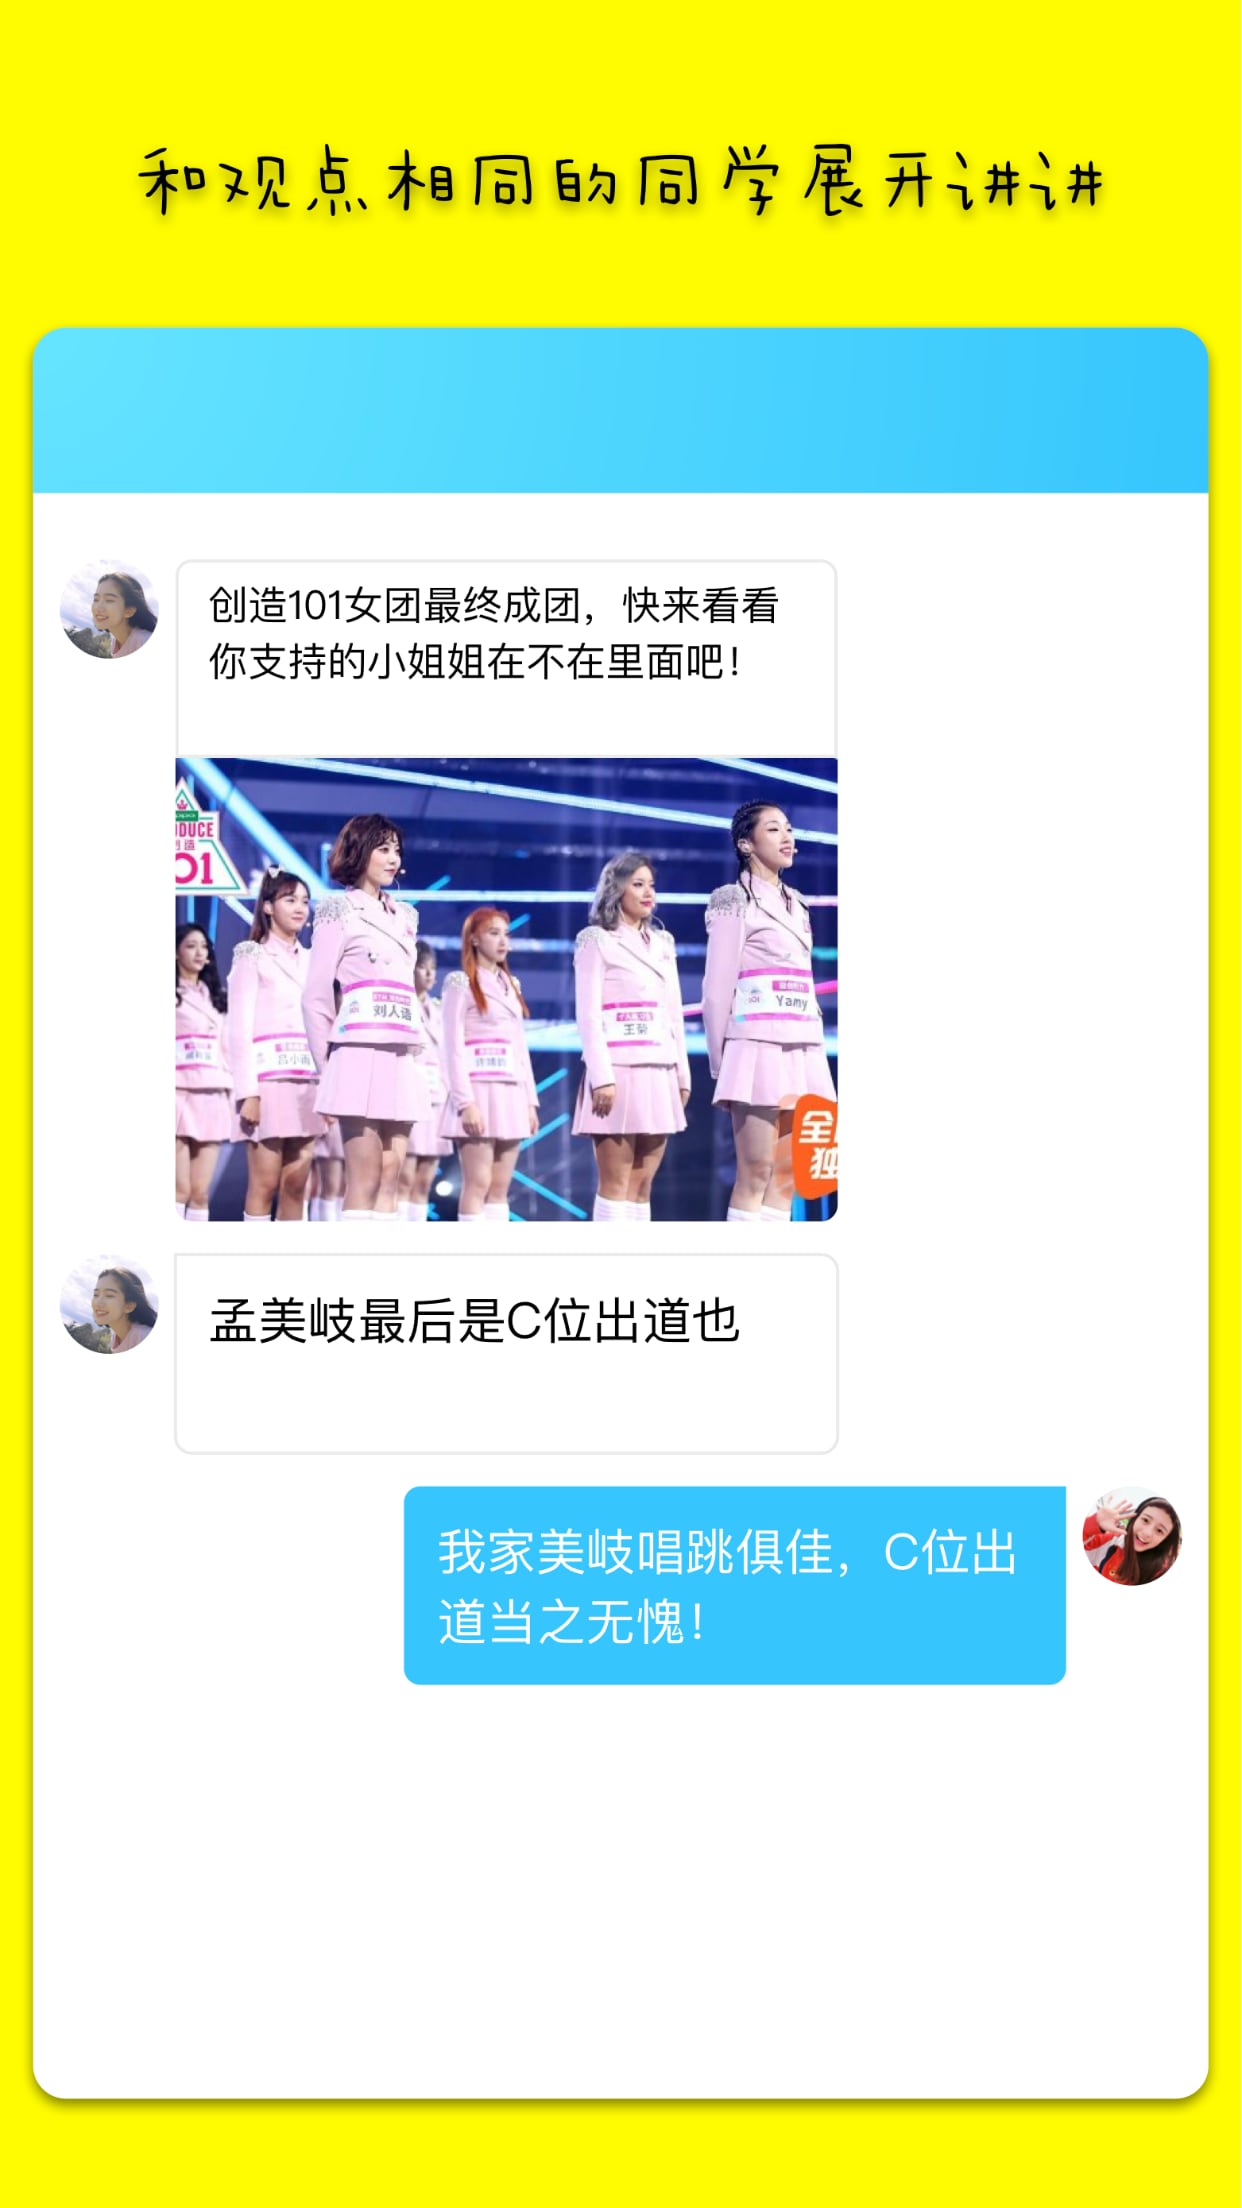 和观点相同的同学展开讲讲
创造101女团最终成团，快来看看
你支持的小姐姐在不在里面吧！
ODUCE
01
刘人语
吕小雨
王菊
Yamy
101
全
独
孟美岐最后是C位出道也
我家美岐唱跳俱佳，C位出
道当之无愧！